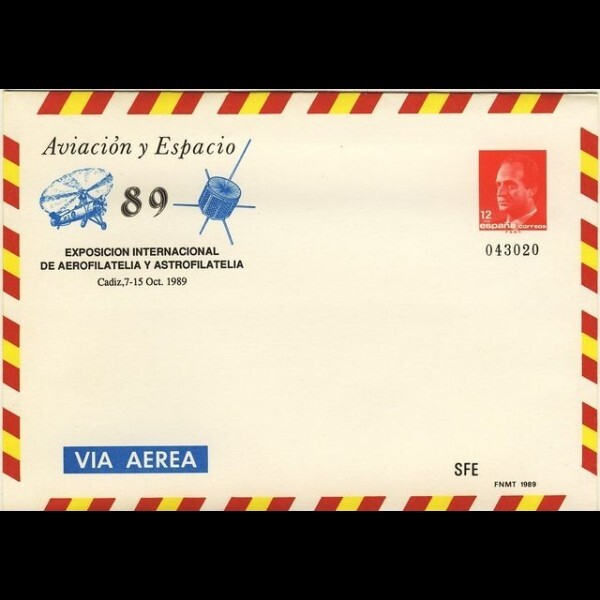 Aviación y Espacio
89
EXPOSICION INTERNACIONAL
DE AEROFILATELIA Y ASTROFILATELIA
Cadiz,7-15 Oct. 1989
12
españa correos
043020
VIA AEREA
SFE
FNMT 1989